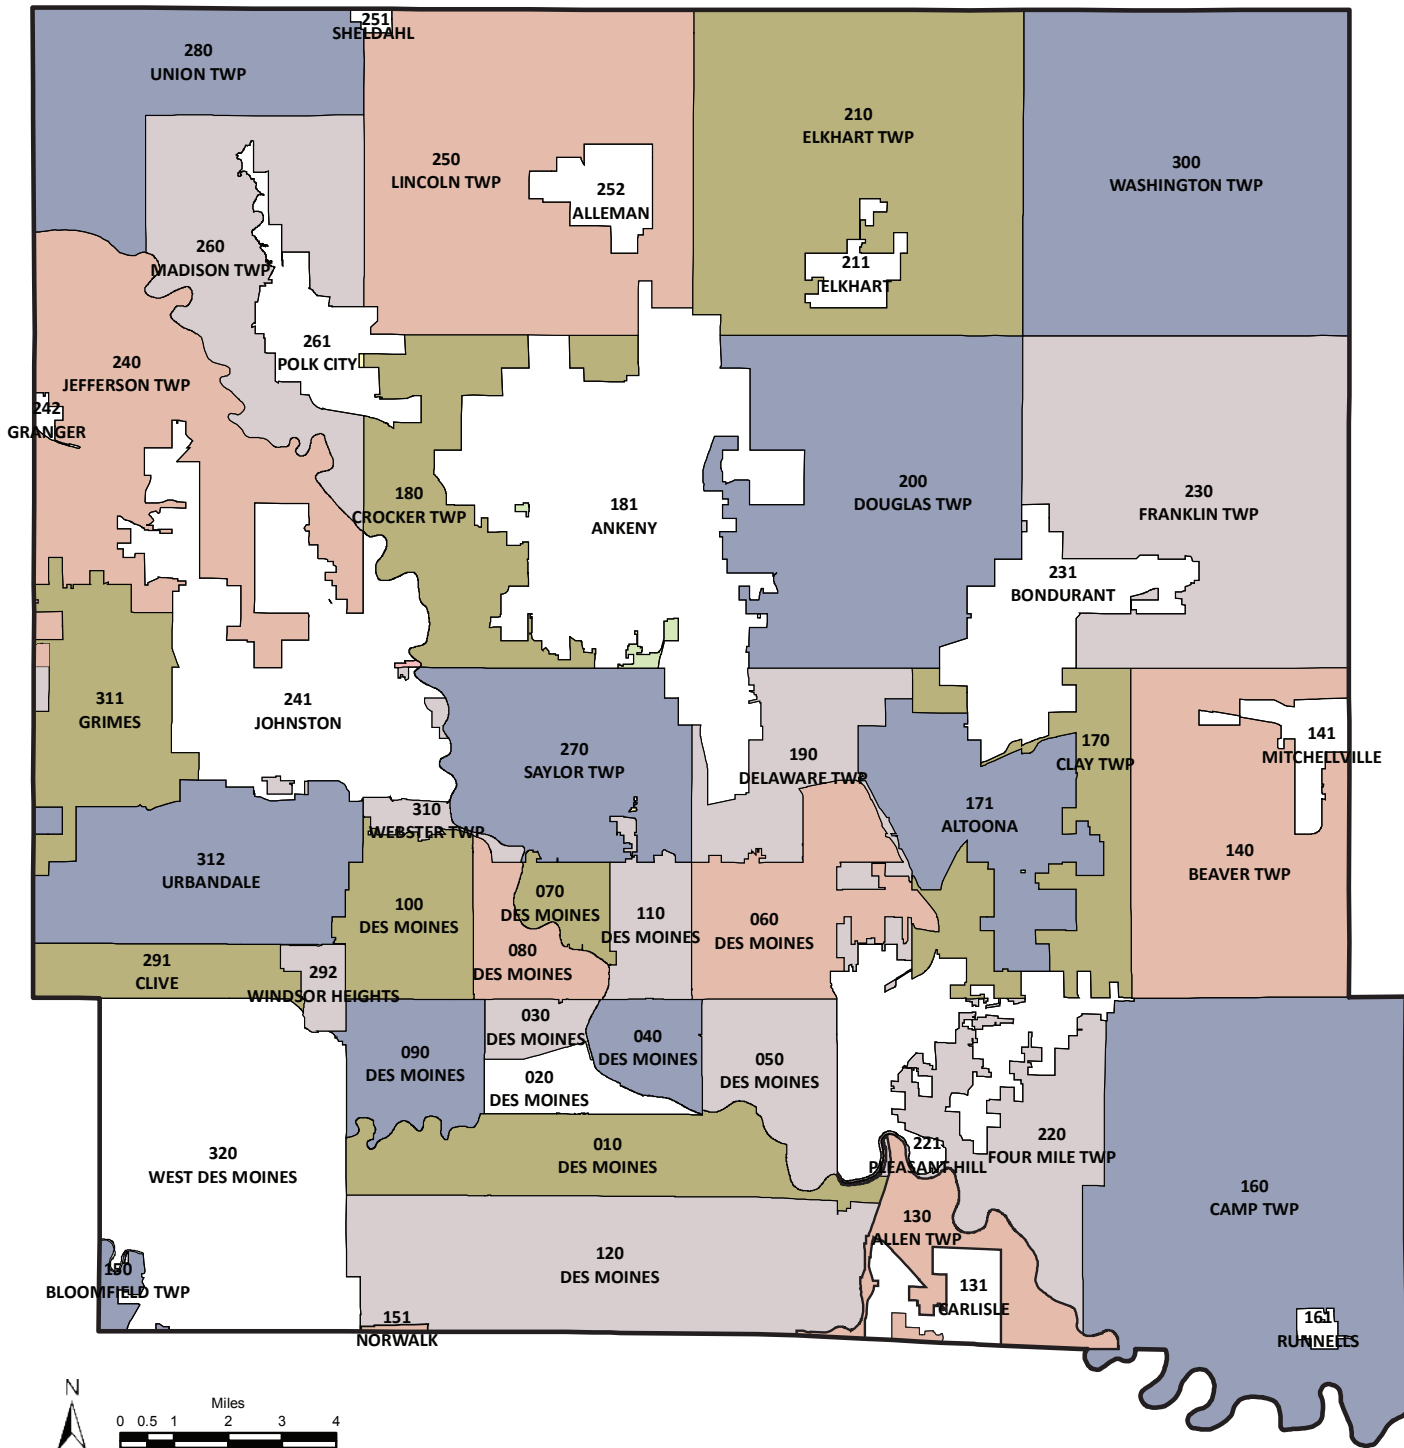 251
SHELDAHL
280
UNION TWP
210
ELKHART TWP
250
LINCOLN TWP
300
WASHINGTON TWP
252
ALLEMAN
260
MADISON TWP
211
ELKHART
261
POLK CITY
240
JEFFERSON TWP
242
GRANGER
200
DOUGLAS TWP
230
FRANKLIN TWP
180
CROCKER TWP
181
ANKENY
231
BONDURANT
311
GRIMES
241
JOHNSTON
141
MITCHELLVILLE
170
CLAY TWP
270
SAYLOR TWP
190
DELAWARE TWP
171
ALTOONA
310
WEBSTER TWP
312
URBANDALE
140
BEAVER TWP
100
DES MOINES
070
DES MOINES
110
DES MOINES
060
DES MOINES
080
DES MOINES
291
CLIVE
292
WINDSOR HEIGHTS
030
DES MOINES
040
DES MOINES
090
DES MOINES
050
DES MOINES
020
DES MOINES
010
DES MOINES
221
PLEASANT HILL
220
FOUR MILE TWP
320
WEST DES MOINES
160
CAMP TWP
130
ALLEN TWP
120
DES MOINES
150
BLOOMFIELD TWP
131
CARLISLE
151
NORWALK
161
RUNNELLS
N
Miles
0 0.5 1 2 3 4